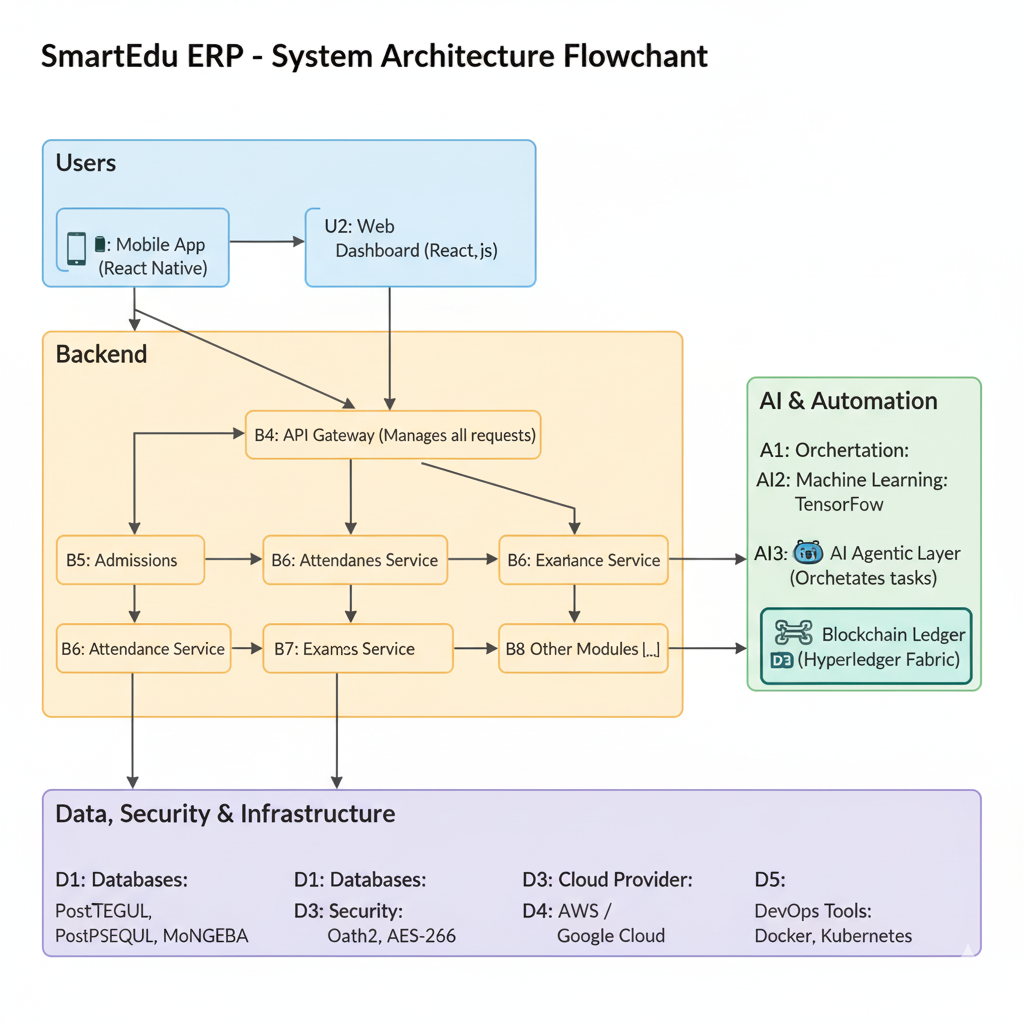 SmartEdu ERP - System Architecture Flowchant
Users
: Mobile App
(React Native)
U2: Web
Dashboard (React,js)
Backend
B4: API Gateway (Manages all requests)
B5: Admissions
B6: Attendanes Service
B6: Exarıance Service
B6: Attendance Service
B7: Exames Service
B8 Other Modules [...]
AI & Automation
A1: Orchertation:
AI2: Machine Learning:
TensorFow
AI3: AI Agentic Layer
(Orchetates tasks)
Blockchain Ledger
D3 (Hyperledger Fabric)
Data, Security & Infrastructure
D1: Databases:
PostTEGUL,
PostPSEQUL, MoNGEBA
D1: Databases:
D3: Security:
Oath2, AES-266
D3: Cloud Provider:
D4: AWS /
Google Cloud
D5:
DevOps Tools:
Docker, Kubernetes